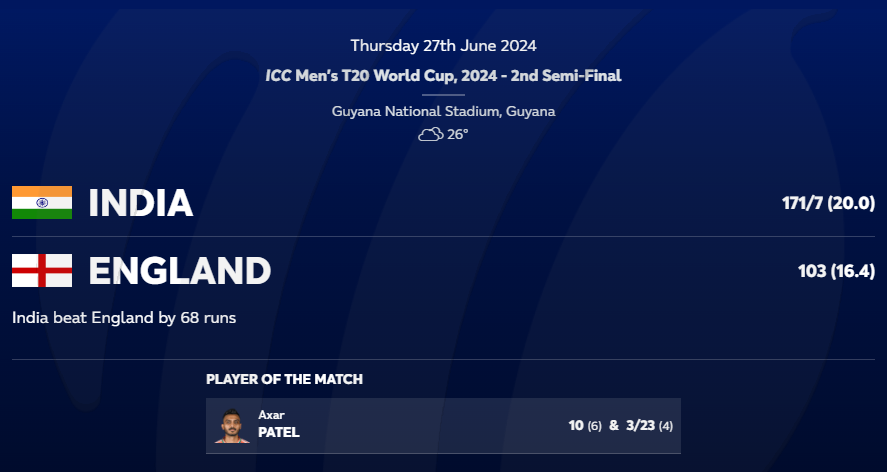 Thursday 27th June 2024
ICC Men's T20 World Cup, 2024 - 2nd Semi-Final
Guyana National Stadium, Guyana
26°
INDIA 171/7 (20.0)
ENGLAND 103 (16.4)
India beat England by 68 runs
PLAYER OF THE MATCH
Axar
PATEL 10 (6) & 3/23 (4)